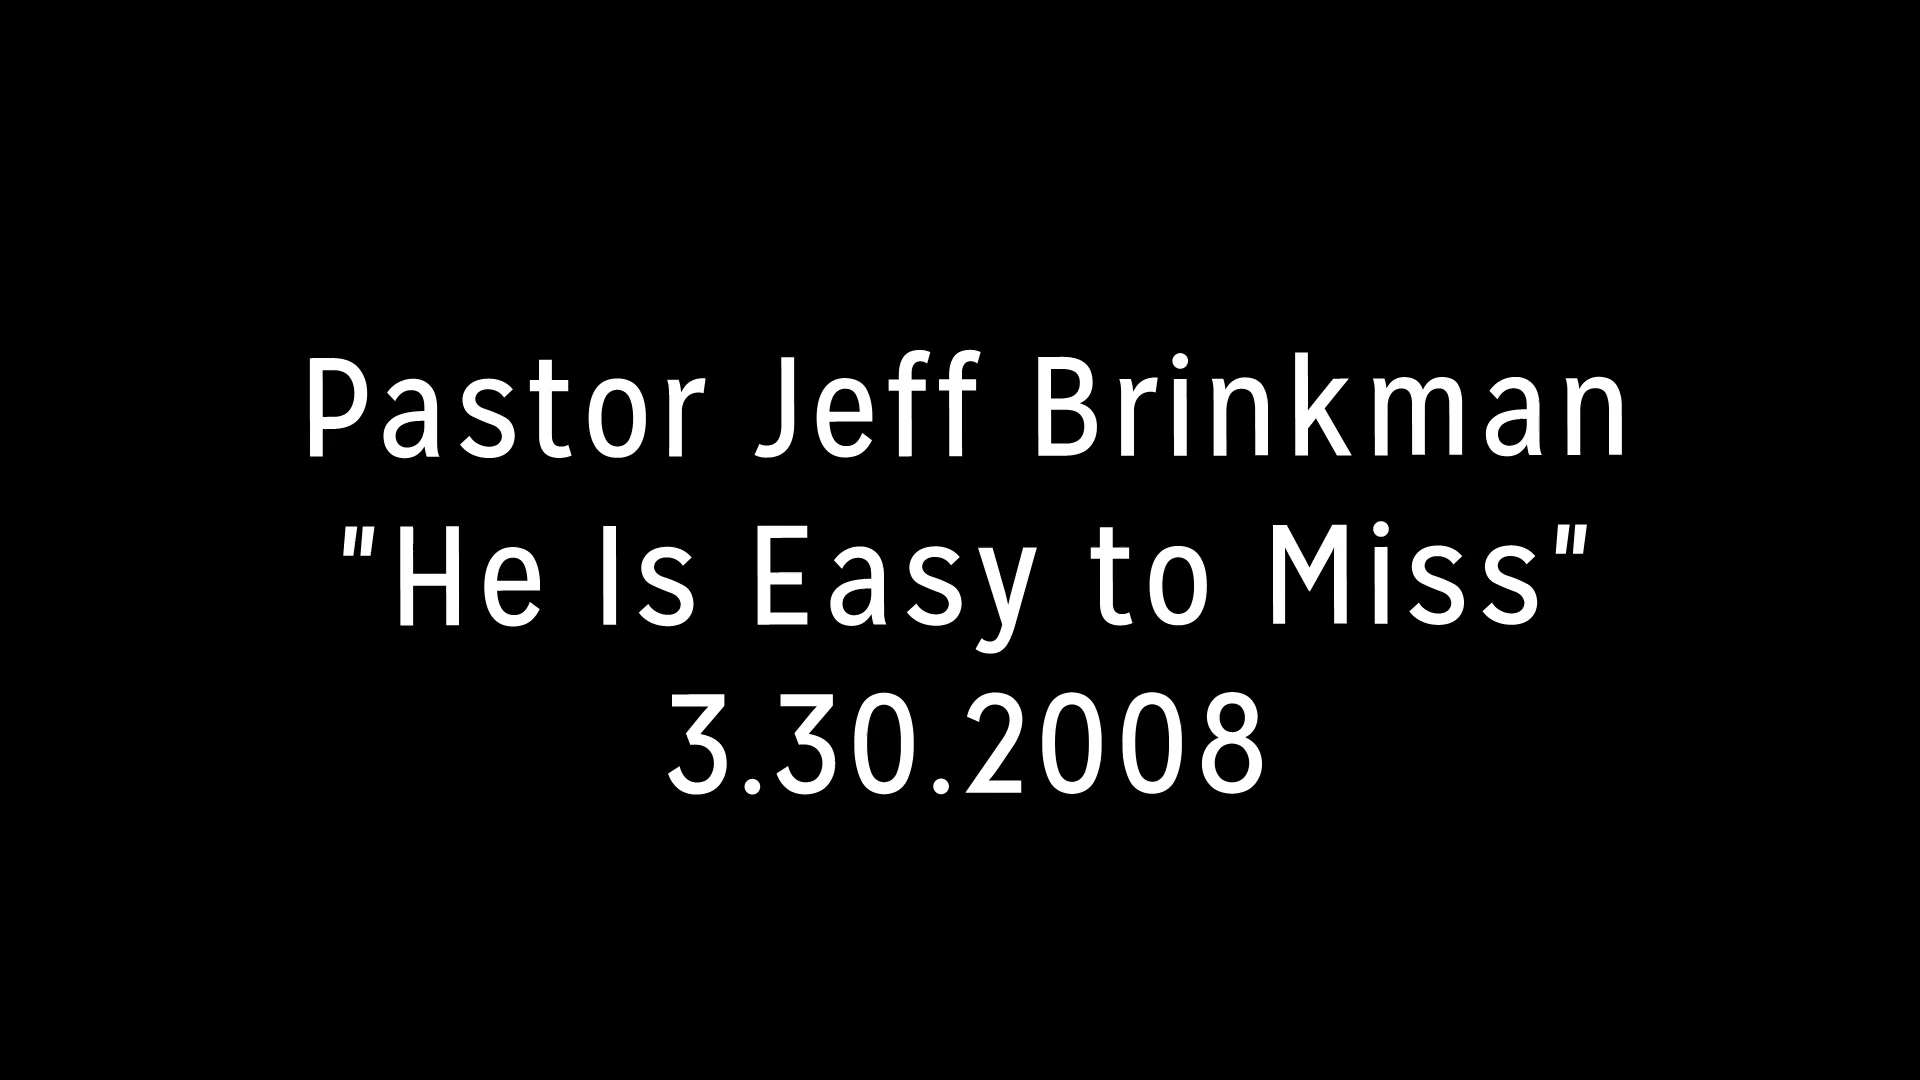 Pastor Jeff Brinkman
"He Is Easy to Miss"
3.30.2008